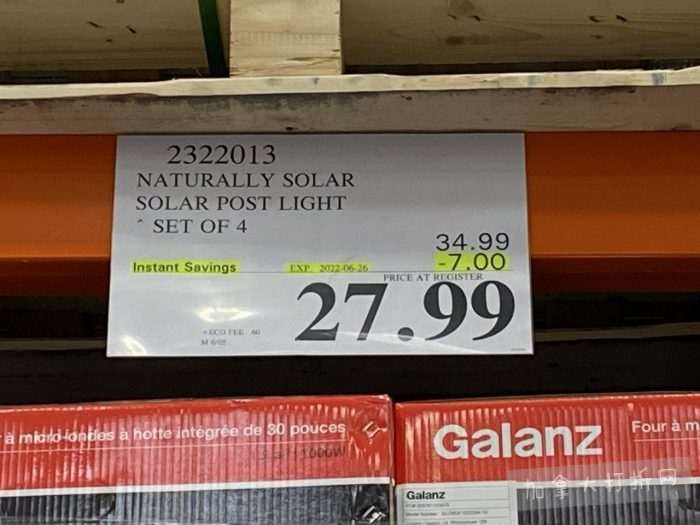 2322013
NATURALLY SOLAR
SOLAR POST LIGHT
^ SET OF 4
34.99
Instant Savings EXP. 2022-06-26 -7.00
PRICE AT REGISTER
27.99
+ECO FEE .60
M 6/05
r à micro-ondes à hotte intégrée de 30 pouces
1000W
Galanz
Four à m
Galanz
加拿大打折网